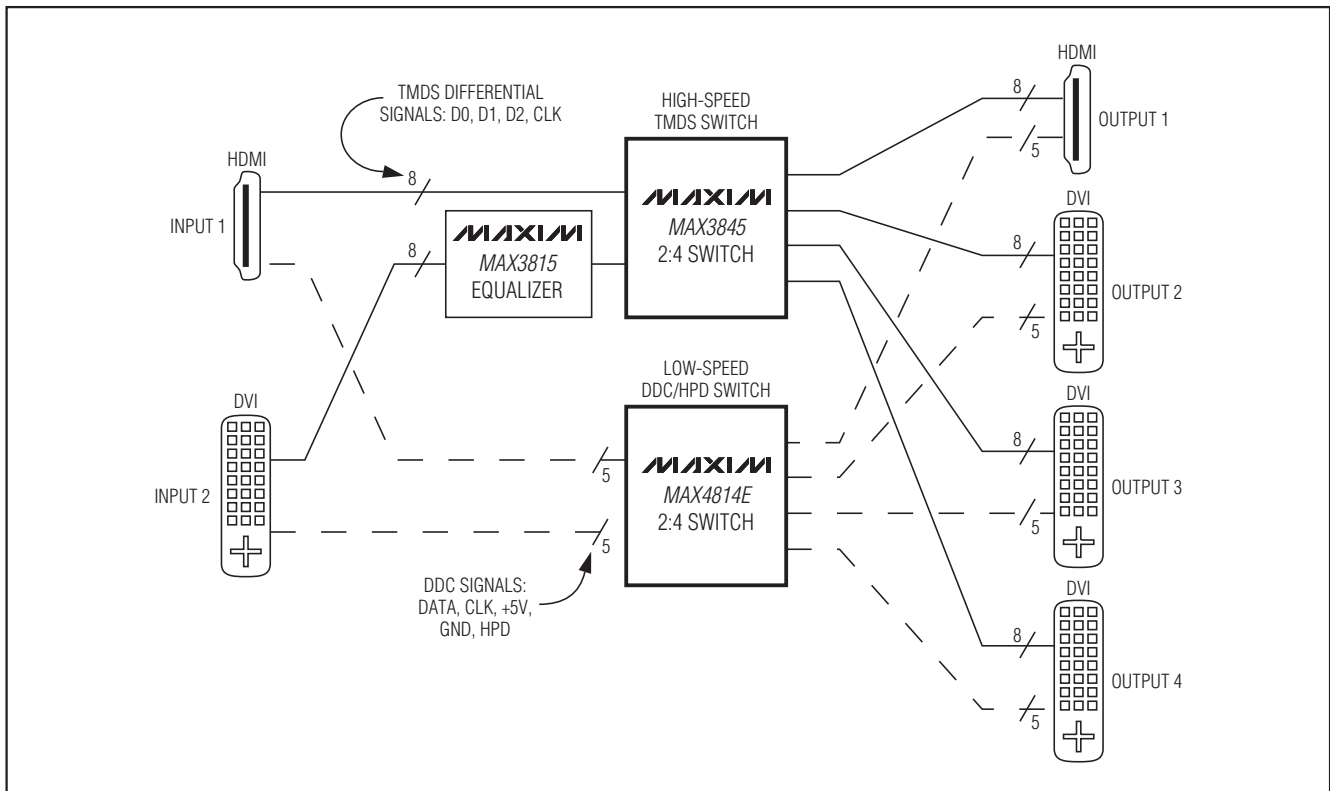 TMDS DIFFERENTIAL
SIGNALS: D0, D1, D2, CLK
HIGH-SPEED
TMDS SWITCH
HDMI
8
5
OUTPUT 1
HDMI
INPUT 1
8
MAXIM
MAX3845
2:4 SWITCH
8
MAXIM
MAX3815
EQUALIZER
DVI
8
5
OUTPUT 2
DVI
INPUT 2
LOW-SPEED
DDC/HPD SWITCH
5
5
MAXIM
MAX4814E
2:4 SWITCH
DVI
8
5
OUTPUT 3
DDC SIGNALS:
DATA, CLK, +5V,
GND, HPD
DVI
8
5
OUTPUT 4